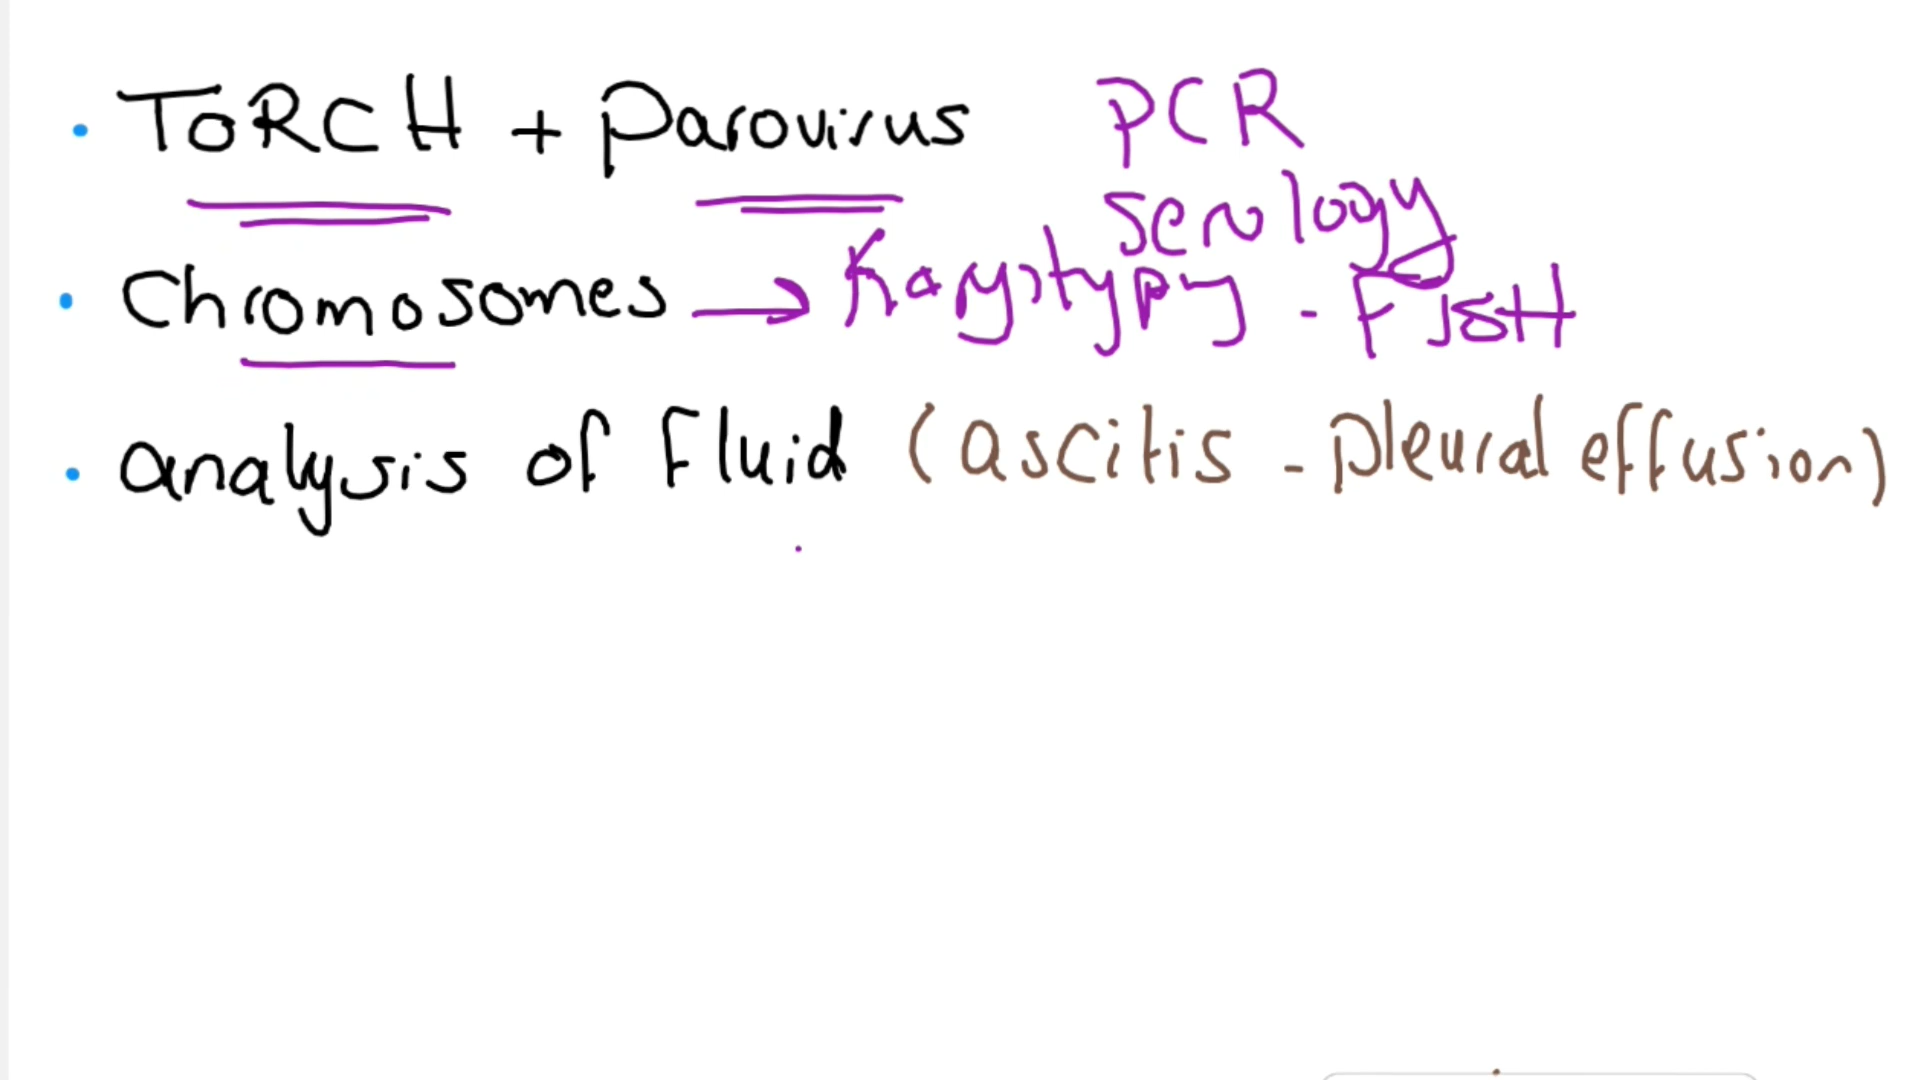 • ToRCH + Parovirus PCR
serology
• Chromosomes → Karyotypy - FISH
• analysis of Fluid (ascitis - pleural effusion)